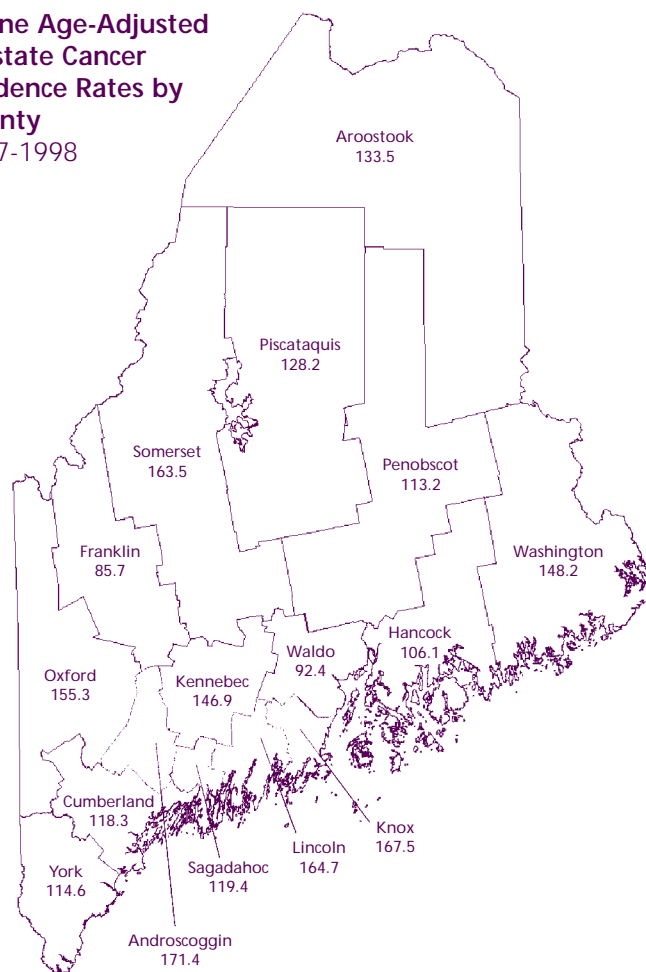 ne Age-Adjusted
state Cancer
dence Rates by
nty
7-1998
Aroostook
133.5
Piscataquis
128.2
Somerset
163.5
Penobscot
113.2
Franklin
85.7
Washington
148.2
Hancock
106.1
Waldo
92.4
Kennebec
146.9
Oxford
155.3
Cumberland
118.3
Knox
167.5
Lincoln
164.7
Sagadahoc
119.4
York
114.6
Androscoggin
171.4